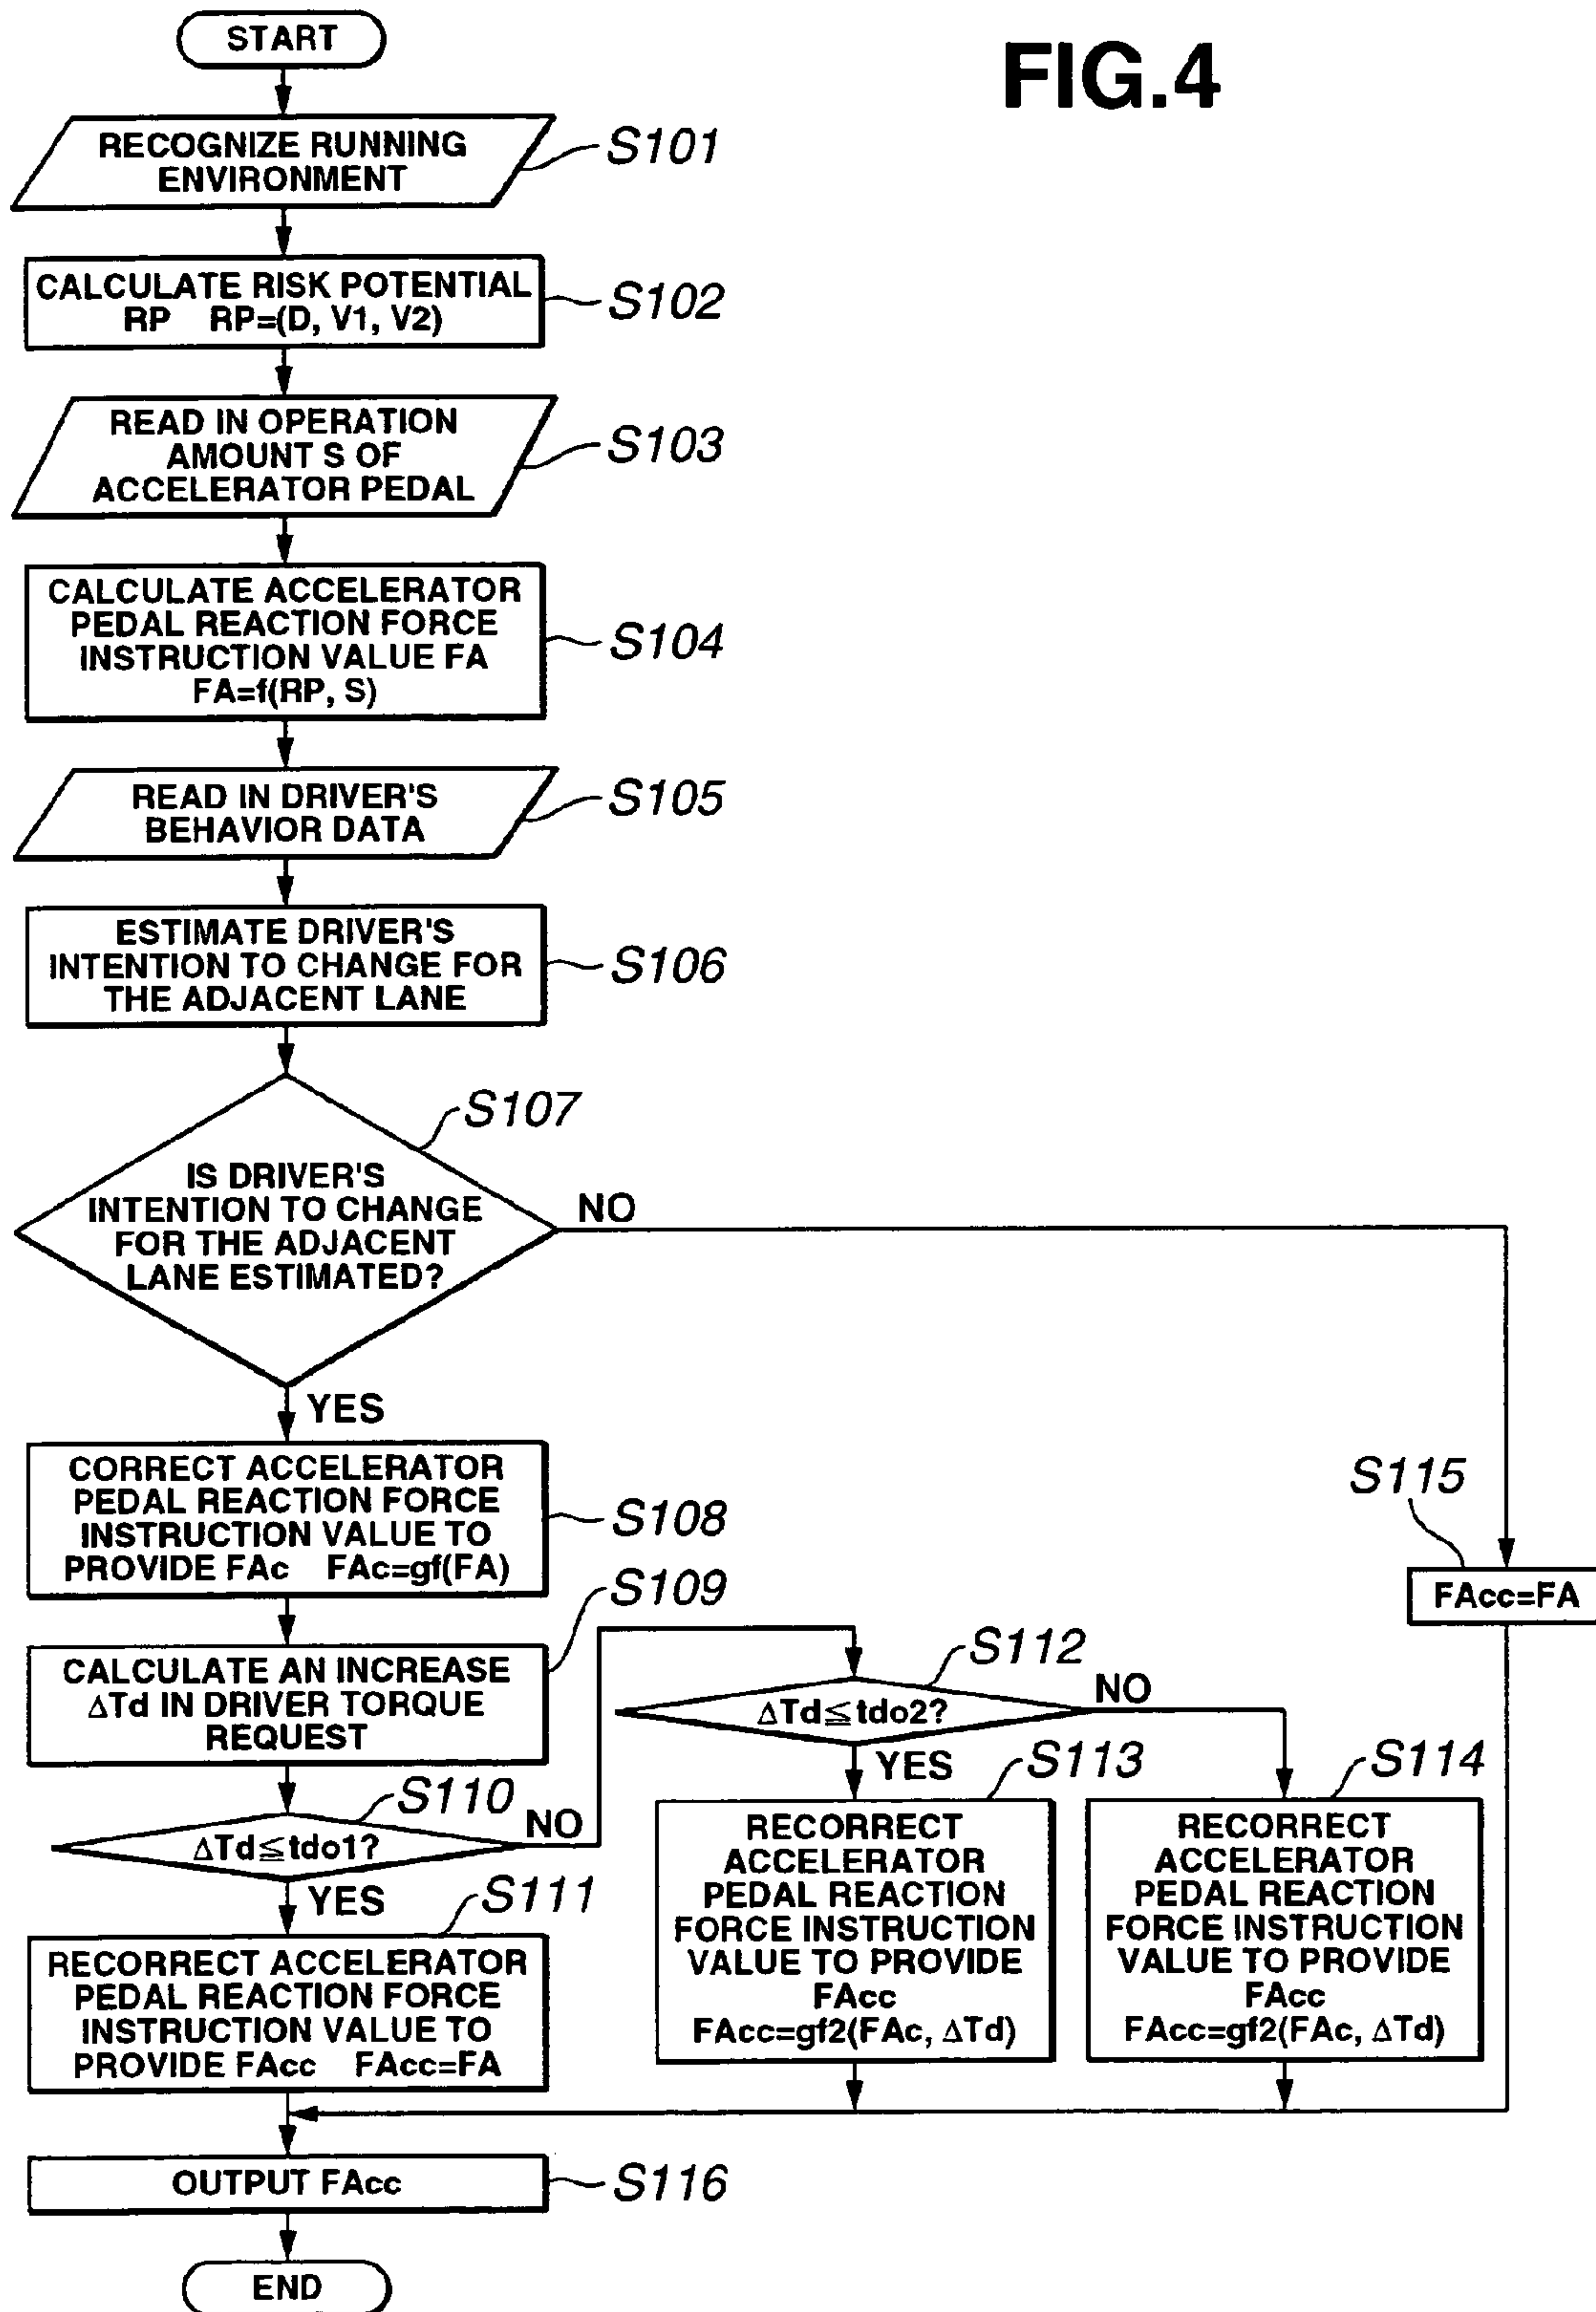 FIG.4
START
RECOGNIZE RUNNING
ENVIRONMENT
S101
CALCULATE RISK POTENTIAL
RP RP=(D, V1, V2)
S102
READ IN OPERATION
AMOUNT S OF
ACCELERATOR PEDAL
S103
CALCULATE ACCELERATOR
PEDAL REACTION FORCE
INSTRUCTION VALUE FA
FA=f(RP, S)
S104
READ IN DRIVER'S
BEHAVIOR DATA
S105
ESTIMATE DRIVER'S
INTENTION TO CHANGE FOR
THE ADJACENT LANE
S106
S107
IS DRIVER'S
INTENTION TO CHANGE
FOR THE ADJACENT
LANE ESTIMATED?
NO
YES
CORRECT ACCELERATOR
PEDAL REACTION FORCE
INSTRUCTION VALUE TO
PROVIDE FAc FAc=gf(FA)
S108
S109
CALCULATE AN INCREASE
ΔTd IN DRIVER TORQUE
REQUEST
S110
ΔTd≦tdo1?
NO
YES
S111
RECORRECT ACCELERATOR
PEDAL REACTION FORCE
INSTRUCTION VALUE TO
PROVIDE FAcc FAcc=FA
S112
ΔTd≦tdo2?
NO
YES
S113
RECORRECT
ACCELERATOR
PEDAL REACTION
FORCE INSTRUCTION
VALUE TO PROVIDE
FAcc
FAcc=gf2(FAc, ΔTd)
S114
RECORRECT
ACCELERATOR
PEDAL REACTION
FORCE INSTRUCTION
VALUE TO PROVIDE
FAcc
FAcc=gf2(FAc, ΔTd)
S115
FAcc=FA
OUTPUT FAcc
S116
END